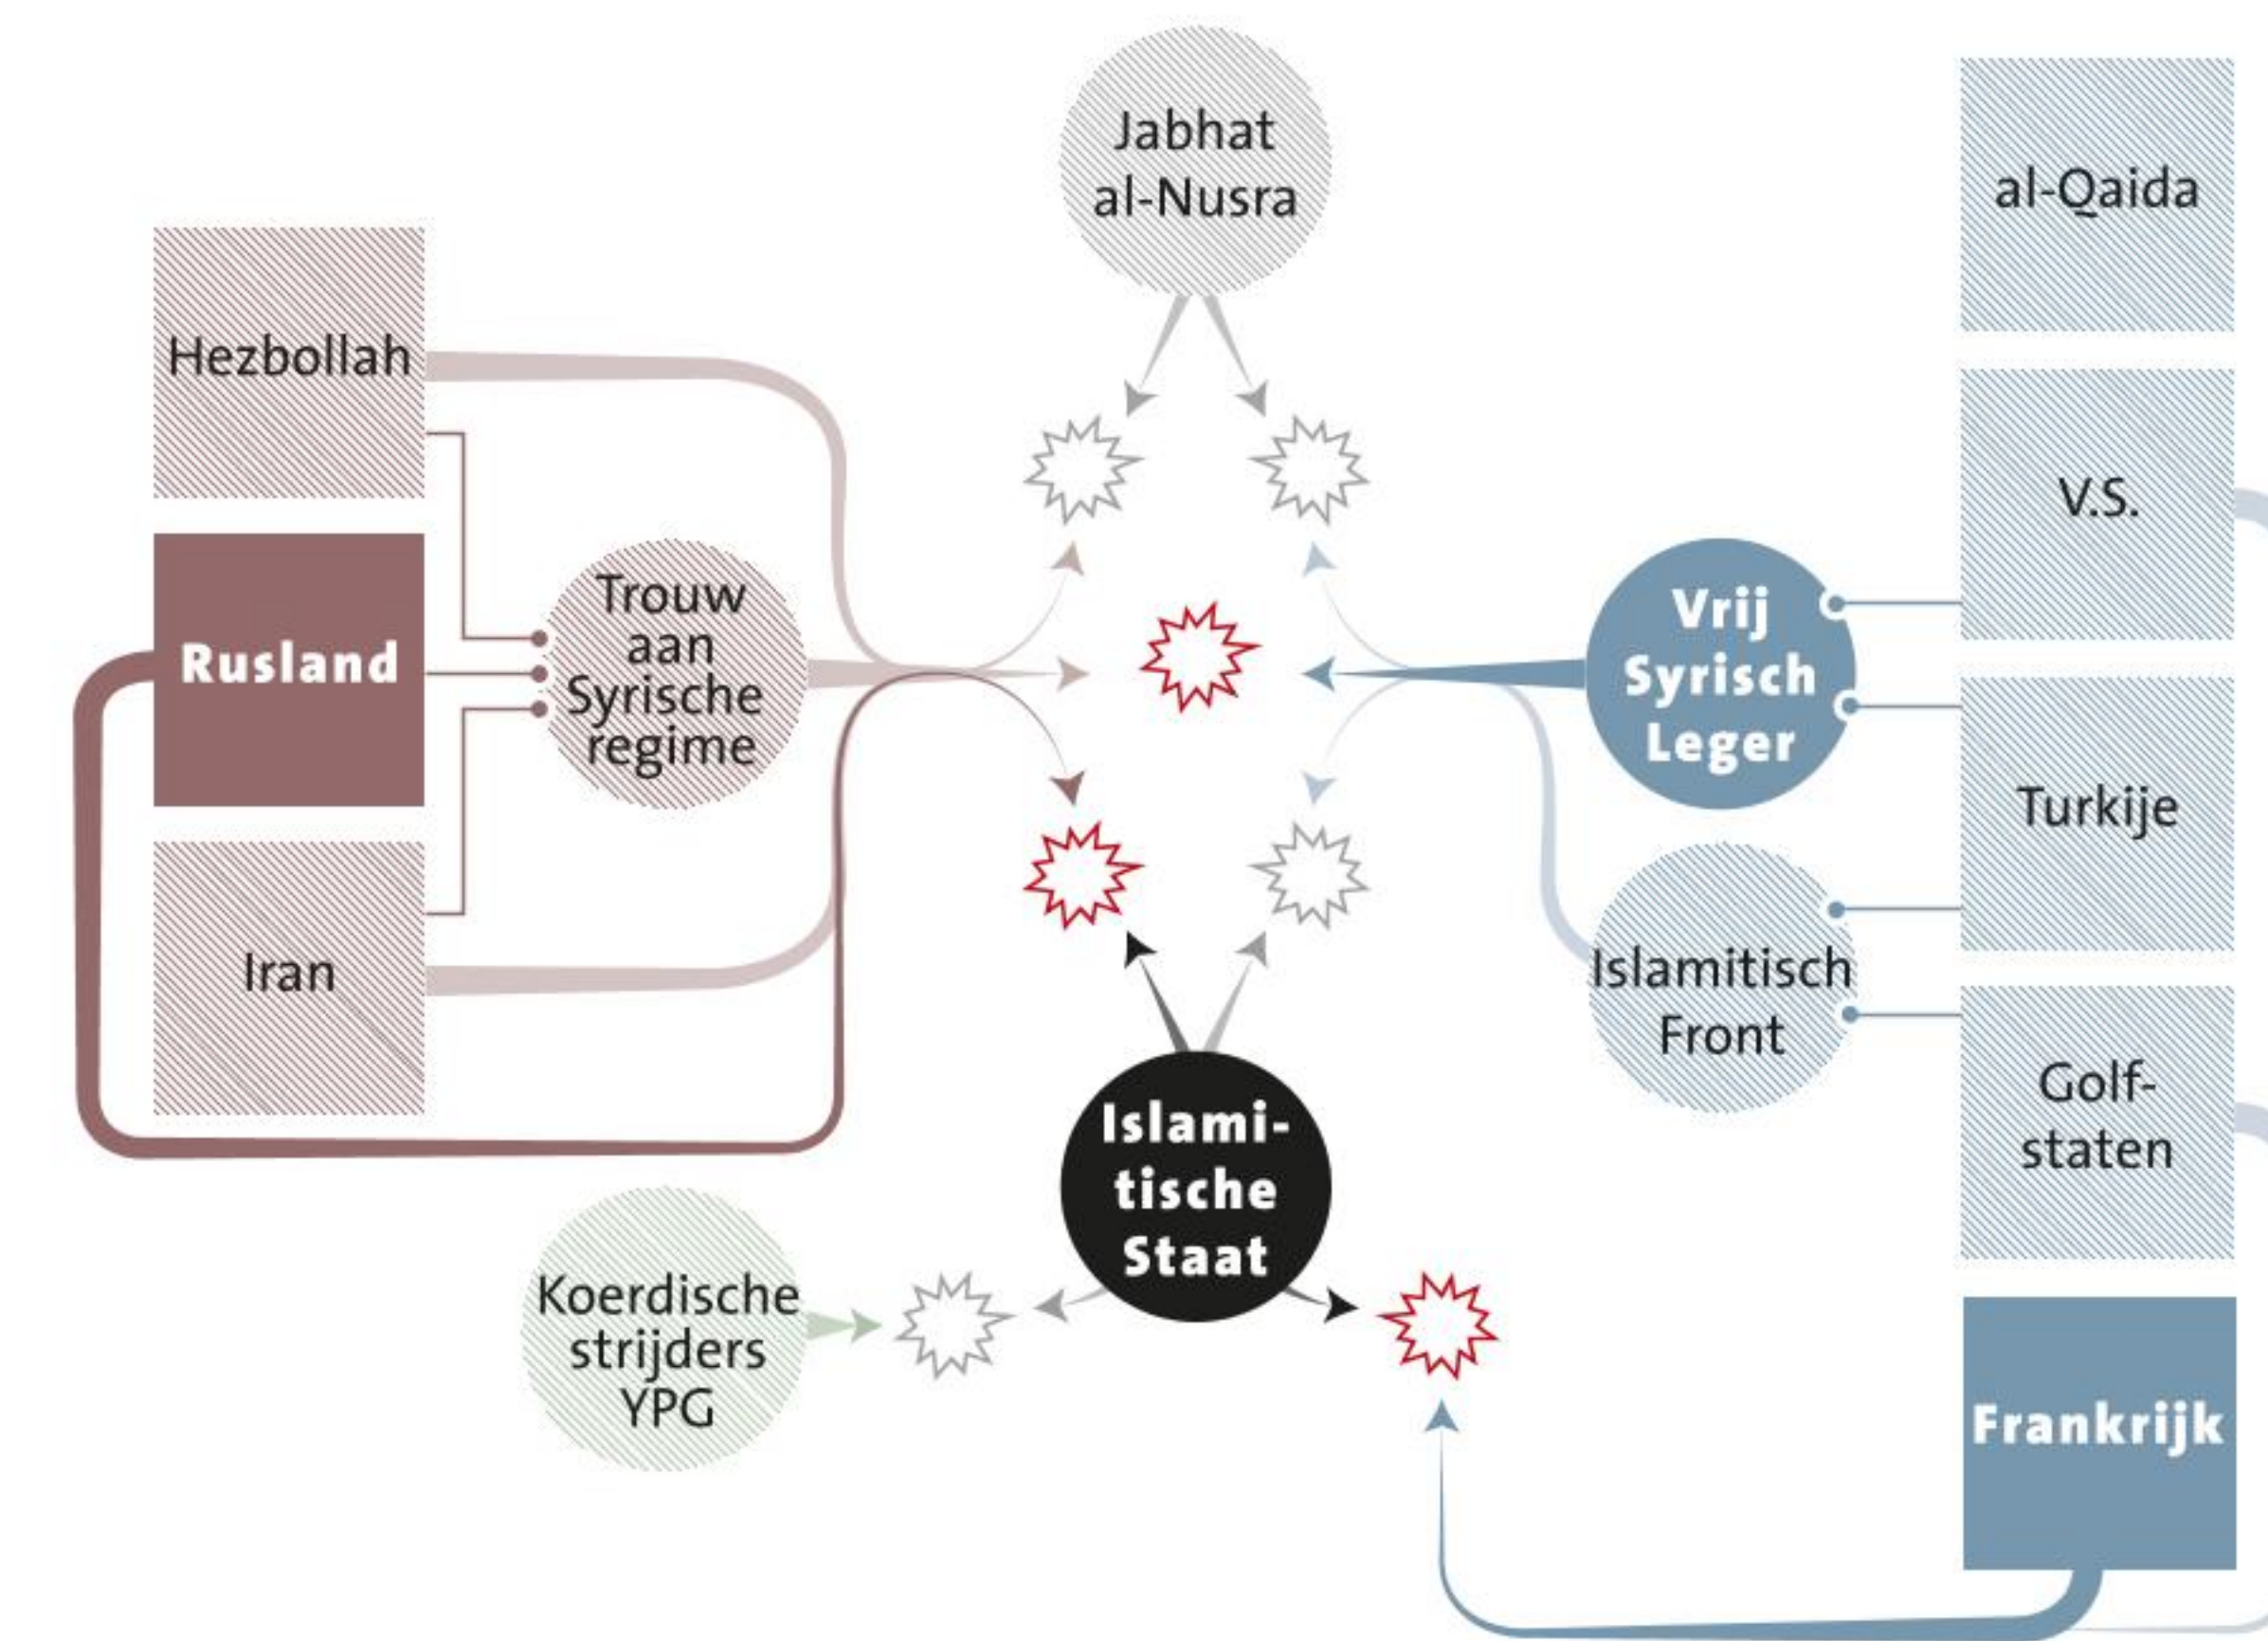 Jabhat
al-Nusra
al-Qaida
Hezbollah
V.S.
Rusland
Trouw
aan
Syrische
regime
Vrij
Syrisch
Leger
Turkije
Iran
Islamitisch
Front
Golf-
staten
Islami-
tische
Staat
Koerdische
strijders
YPG
Frankrijk